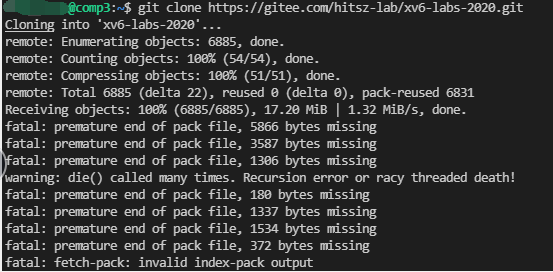 @comp3:~$ git clone https://gitee.com/hitsz-lab/xv6-labs-2020.git
Cloning into 'xv6-labs-2020'...
remote: Enumerating objects: 6885, done.
remote: Counting objects: 100% (54/54), done.
remote: Compressing objects: 100% (51/51), done.
remote: Total 6885 (delta 22), reused 0 (delta 0), pack-reused 6831
Receiving objects: 100% (6885/6885), 17.20 MiB | 1.32 MiB/s, done.
fatal: premature end of pack file, 5866 bytes missing
fatal: premature end of pack file, 3587 bytes missing
fatal: premature end of pack file, 1306 bytes missing
warning: die() called many times. Recursion error or racy threaded death!
fatal: premature end of pack file, 180 bytes missing
fatal: premature end of pack file, 1337 bytes missing
fatal: premature end of pack file, 1534 bytes missing
fatal: premature end of pack file, 372 bytes missing
fatal: fetch-pack: invalid index-pack output